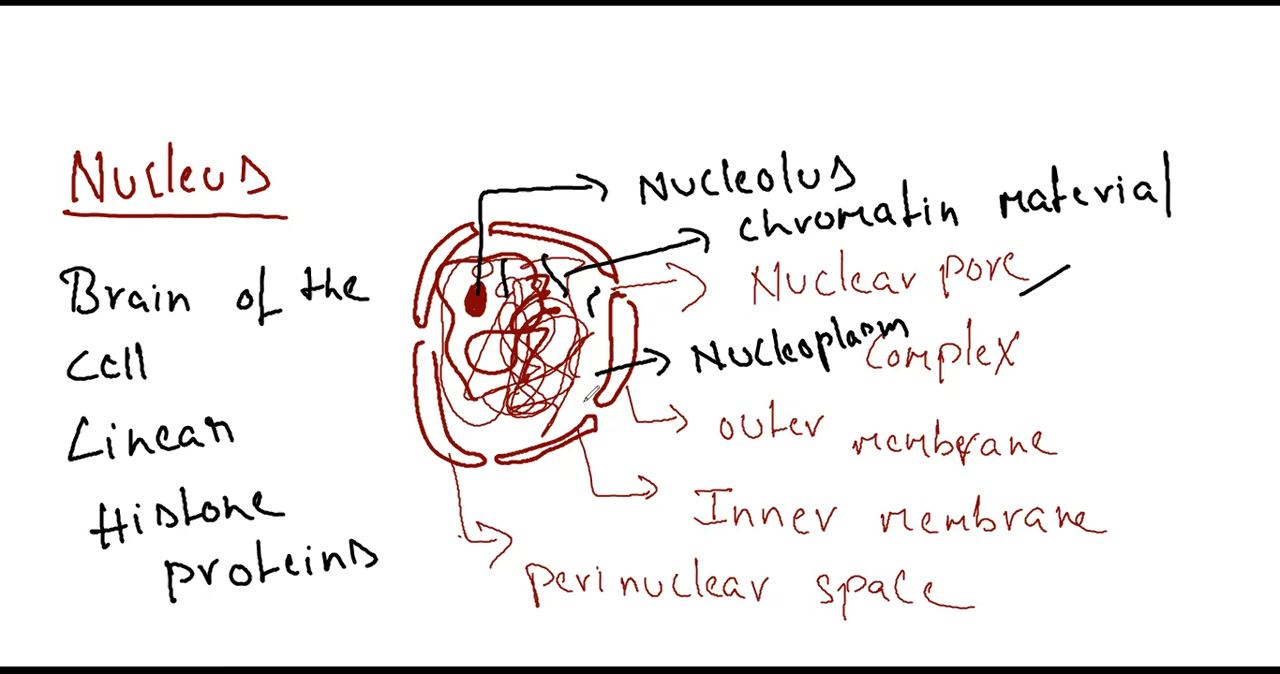 Nucleus
Brain of the
cell
Linear
Histone
proteins
Nucleolus
chromatin material
Nuclear pore
complex
Nucleoplasm
outer membrane
Inner membrane
perinuclear space